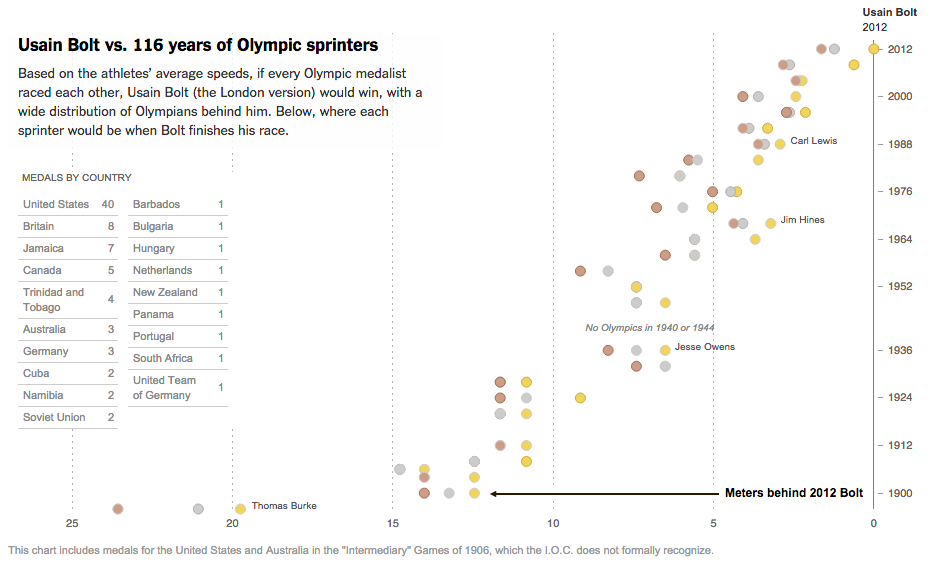 Usain Bolt
2012
Usain Bolt vs. 116 years of Olympic sprinters
Based on the athletes’ average speeds, if every Olympic medalist
raced each other, Usain Bolt (the London version) would win, with a
wide distribution of Olympians behind him. Below, where each
sprinter would be when Bolt finishes his race.
MEDALS BY COUNTRY
United States 40
Britain 8
Jamaica 7
Canada 5
Trinidad and
Tobago 4
Australia 3
Germany 3
Cuba 2
Namibia 2
Soviet Union 2
Barbados 1
Bulgaria 1
Hungary 1
Netherlands 1
New Zealand 1
Panama 1
Portugal 1
South Africa 1
United Team
of Germany 1
2012
2000
Carl Lewis
1988
1976
Jim Hines
1964
1952
No Olympics in 1940 or 1944
Jesse Owens
1936
1924
1912
Meters behind 2012 Bolt
1900
Thomas Burke
25 20 15 10 5 0
This chart includes medals for the United States and Australia in the "Intermediary" Games of 1906, which the I.O.C. does not formally recognize.